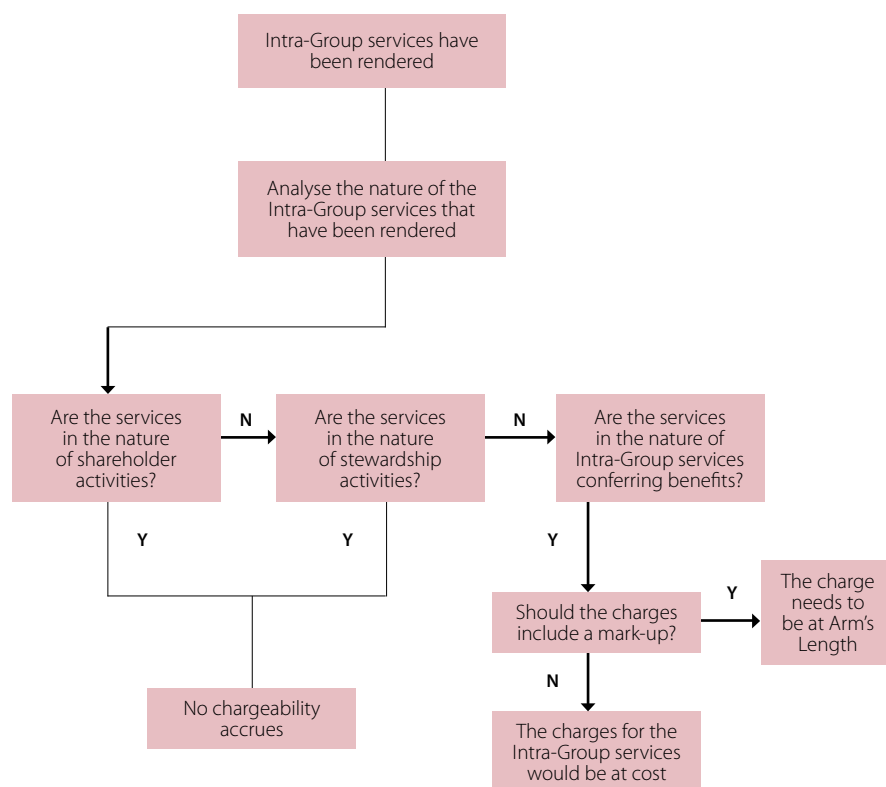 Intra-Group services have
been rendered
Analyse the nature of the
Intra-Group services that
have been rendered
Are the services
in the nature
of shareholder
activities?
N
Are the services
in the nature
of stewardship
activities?
N
Are the services
in the nature of
Intra-Group services
conferring benefits?
Y
Y
Y
Should the charges
include a mark-up?
Y
The charge
needs to
be at Arm's
Length
No chargeability
accrues
N
The charges for the
Intra-Group services
would be at cost